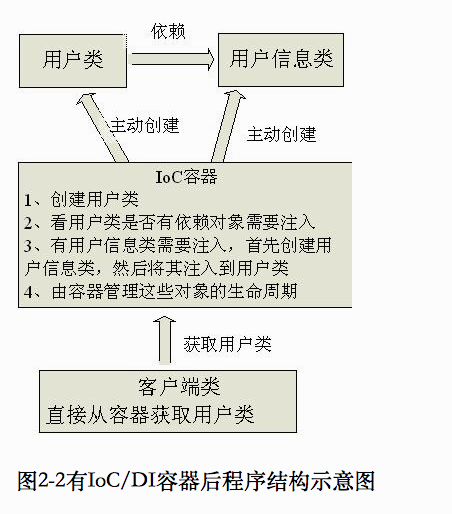 依赖
用户类
用户信息类
主动创建
主动创建
IoC容器
1、创建用户类
2、看用户类是否有依赖对象需要注入
3、有用户信息类需要注入，首先创建用
户信息类，然后将其注入到用户类
4、由容器管理这些对象的生命周期
获取用户类
客户端类
直接从容器获取用户类
图2-2有IoC/DI容器后程序结构示意图